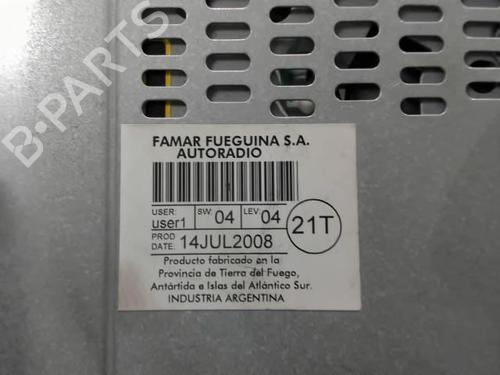 B-PARTS
FAMAR FUEGUINA S.A.
AUTORADIO
1
USER: user1 SW: 04 LEV: 04
21T
PROD DATE: 14JUL2008
Producto fabricado en la
Provincia de Tierra del Fuego,
Antártida e Islas del Atlántico Sur.
INDUSTRIA ARGENTINA